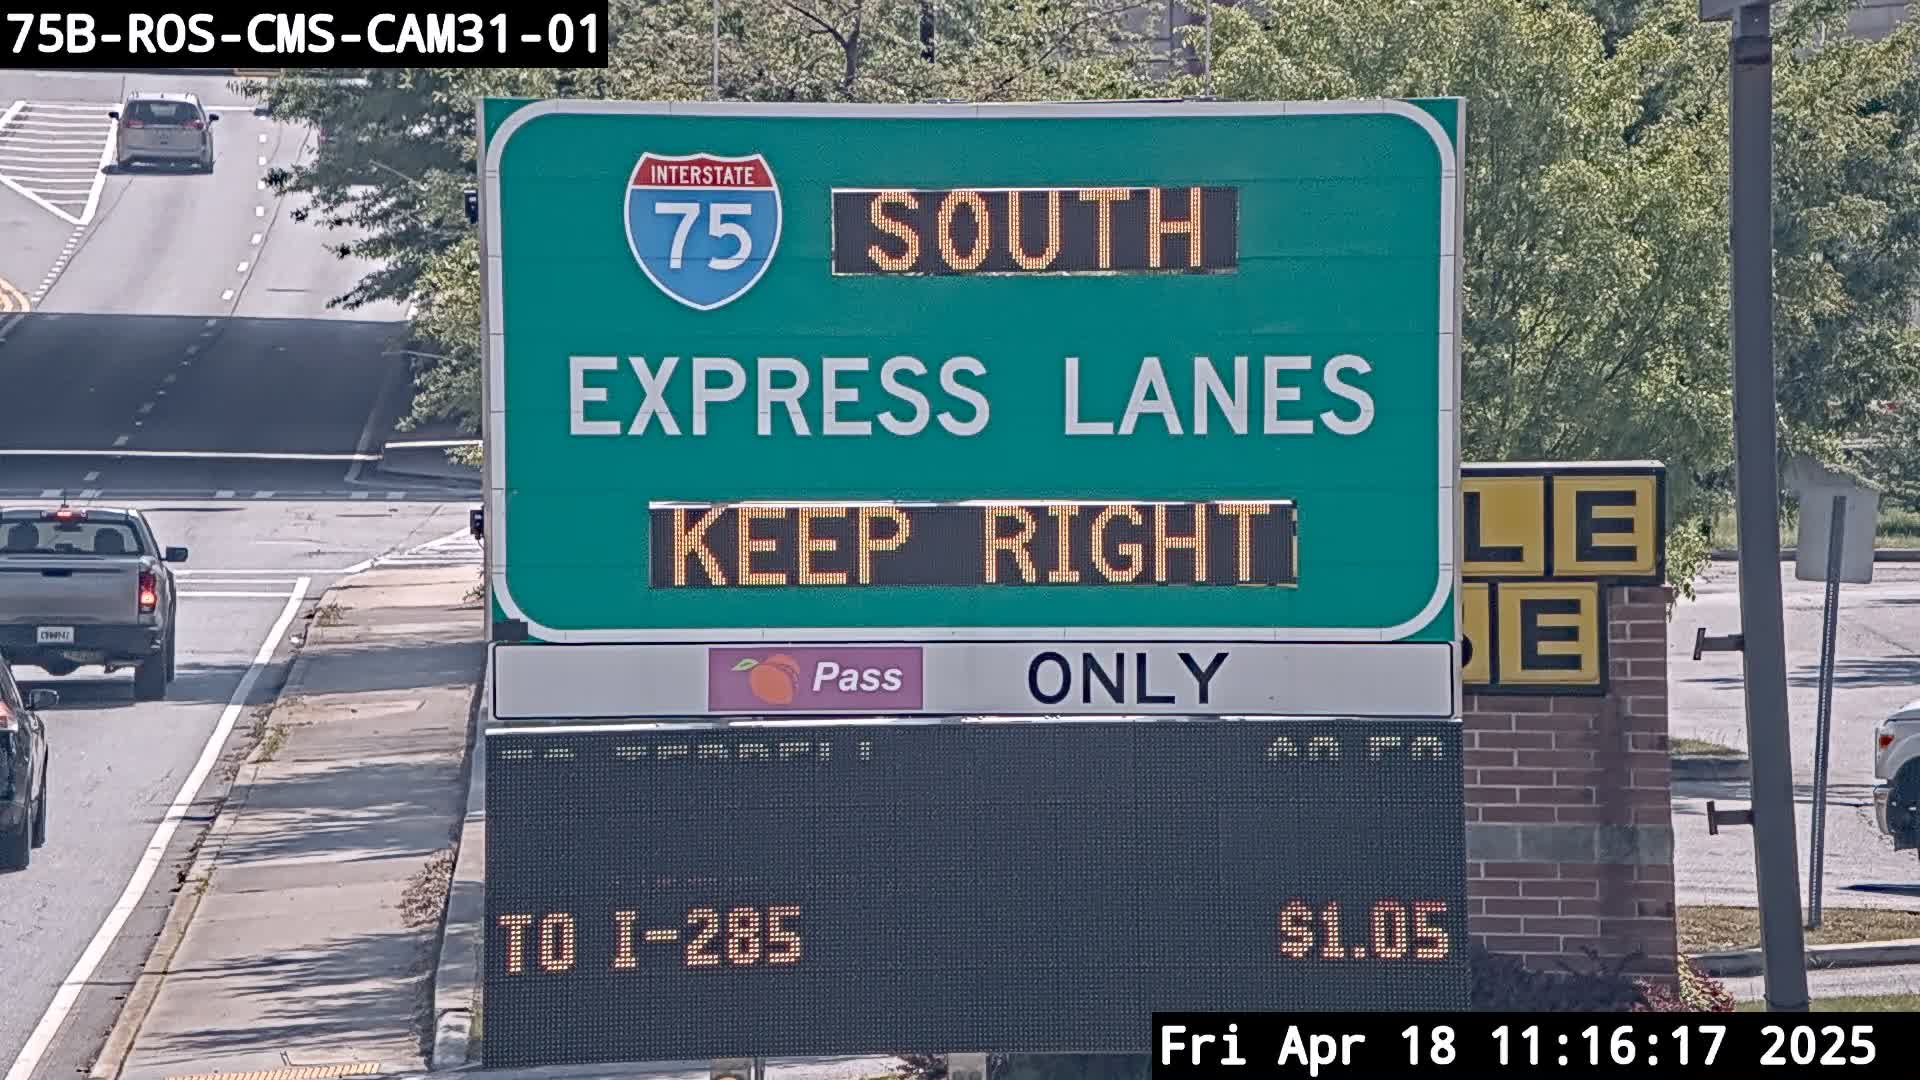 75B-ROS-CMS-CAM31-01
INTERSTATE
75
SOUTH
EXPRESS LANES
KEEP RIGHT
Pass ONLY
TO I-285 $1.05
LE
E
Fri Apr 18 11:16:17 2025